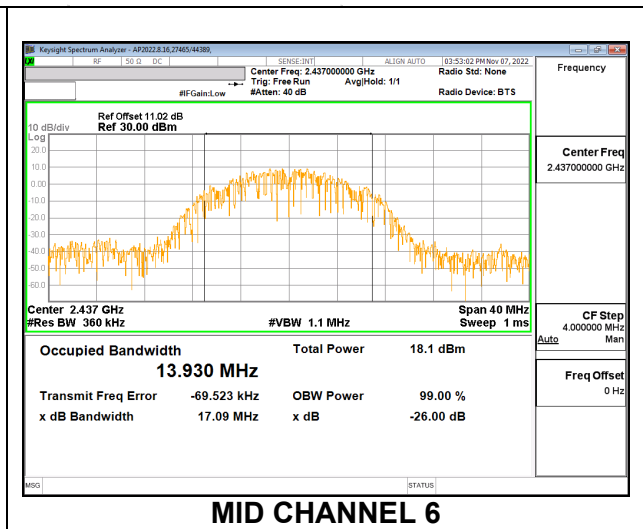 Keysight Spectrum Analyzer - AP2022.8.16,27465/44389,
RF 50 Ω DC SENSE:INT ALIGN AUTO 03:53:02 PM Nov 07, 2022
Center Freq: 2.437000000 GHz Radio Std: None
Trig: Free Run Avg|Hold: 1/1
#IFGain:Low #Atten: 40 dB Radio Device: BTS
Frequency
Ref Offset 11.02 dB
10 dB/div Ref 30.00 dBm
Log
20.0
10.0
0.00
-10.0
-20.0
-30.0
-40.0
-50.0
-60.0
Center 2.437 GHz Span 40 MHz
#Res BW 360 kHz #VBW 1.1 MHz Sweep 1 ms
Center Freq
2.437000000 GHz
CF Step
4.000000 MHz
Auto Man
Freq Offset
0 Hz
Occupied Bandwidth Total Power 18.1 dBm
13.930 MHz
Transmit Freq Error -69.523 kHz OBW Power 99.00 %
x dB Bandwidth 17.09 MHz x dB -26.00 dB
MSG STATUS
MID CHANNEL 6